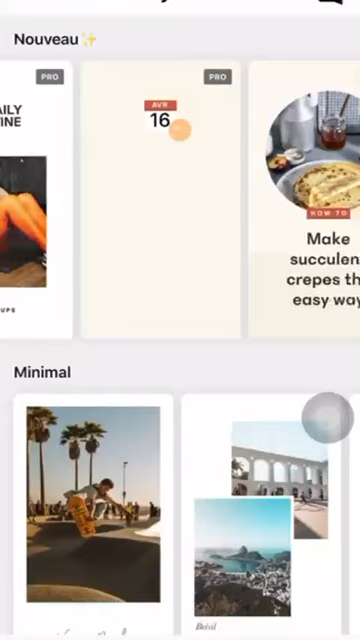 Nouveau✨
PRO
AILY
INE
UPS
PRO
AVR
16
HOW TO
Make
succulen
crepes th
easy way
Minimal
Brésil